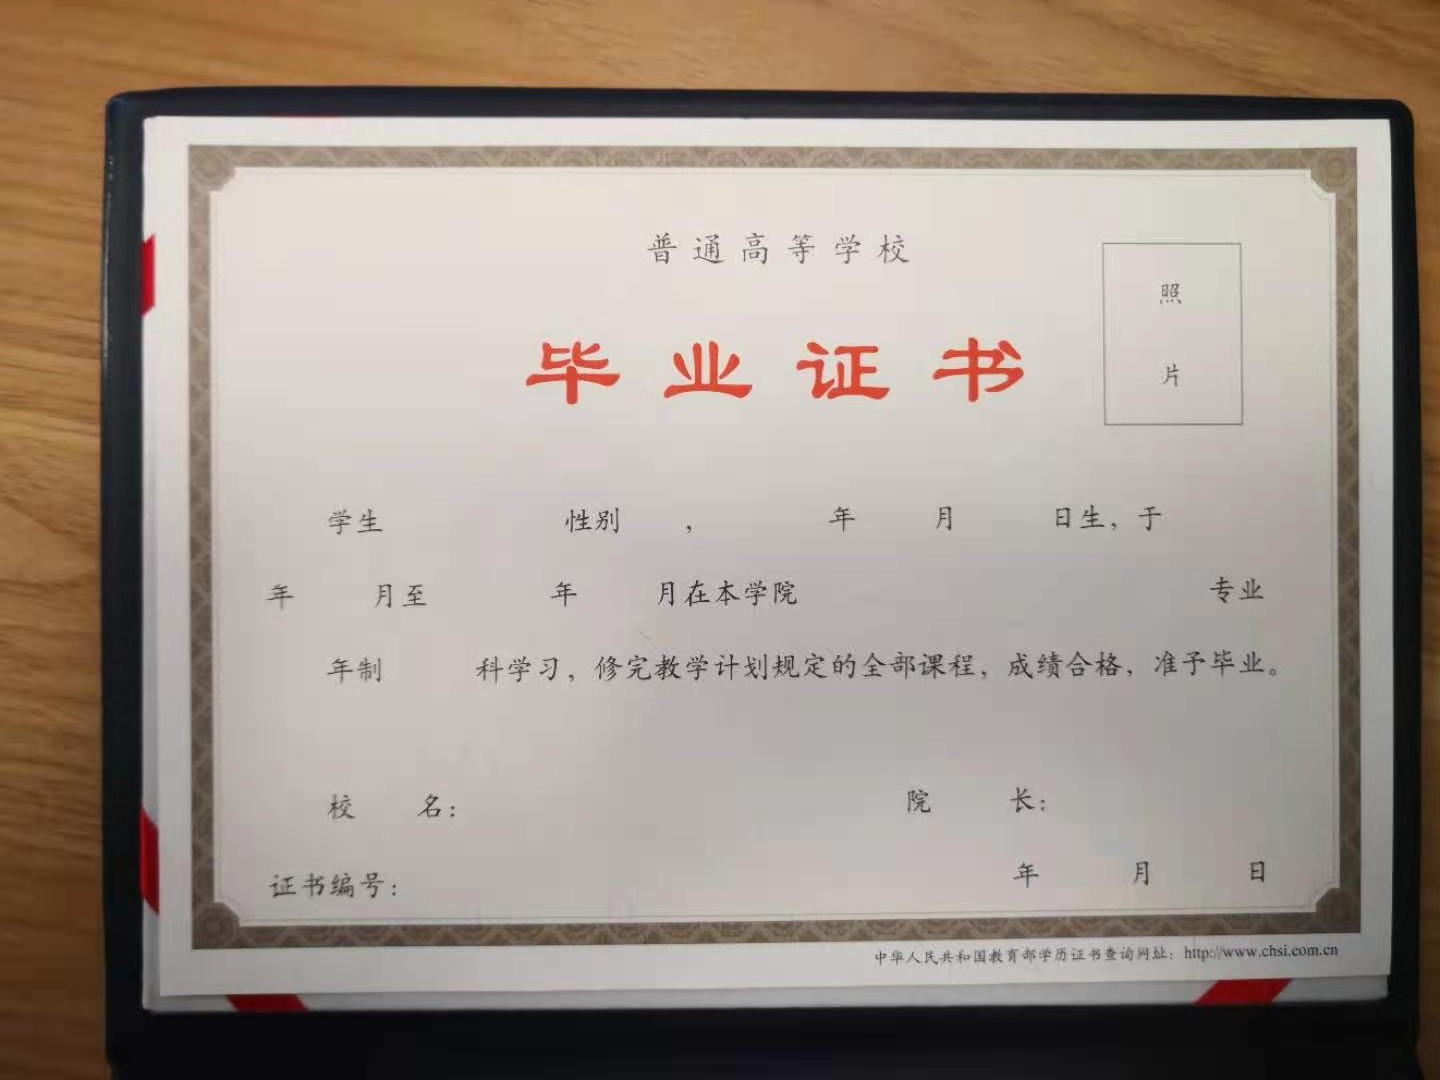 普通高等学校
照
片
毕业证书
学生 性别 , 年 月 日生,于
年 月至 年 月在本学院 专业
年制 科学习，修完教学计划规定的全部课程，成绩合格，准予毕业。
校 名： 院 长：
证书编号： 年 月 日
中华人民共和国教育部学历证书查询网址：http://www.chsi.com.cn